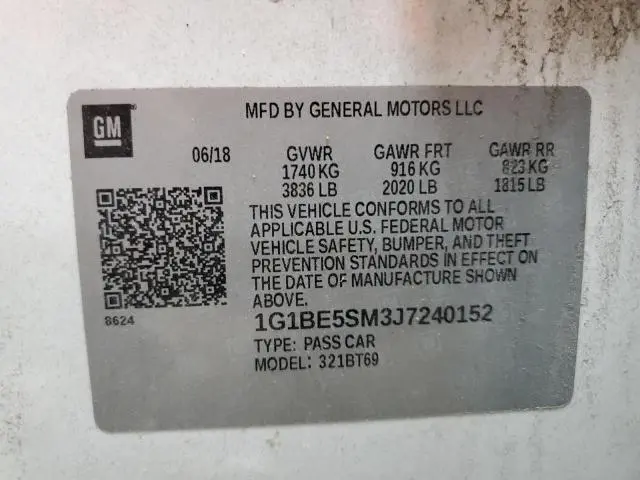 GM
MFD BY GENERAL MOTORS LLC
06/18 GVWR GAWR FRT GAWR RR
1740 KG 916 KG 823 KG
3836 LB 2020 LB 1815 LB
THIS VEHICLE CONFORMS TO ALL
APPLICABLE U.S. FEDERAL MOTOR
VEHICLE SAFETY, BUMPER, AND THEFT
PREVENTION STANDARDS IN EFFECT ON
THE DATE OF MANUFACTURE SHOWN
ABOVE.
8624
1G1BE5SM3J7240152
TYPE: PASS CAR
MODEL: 321BT69